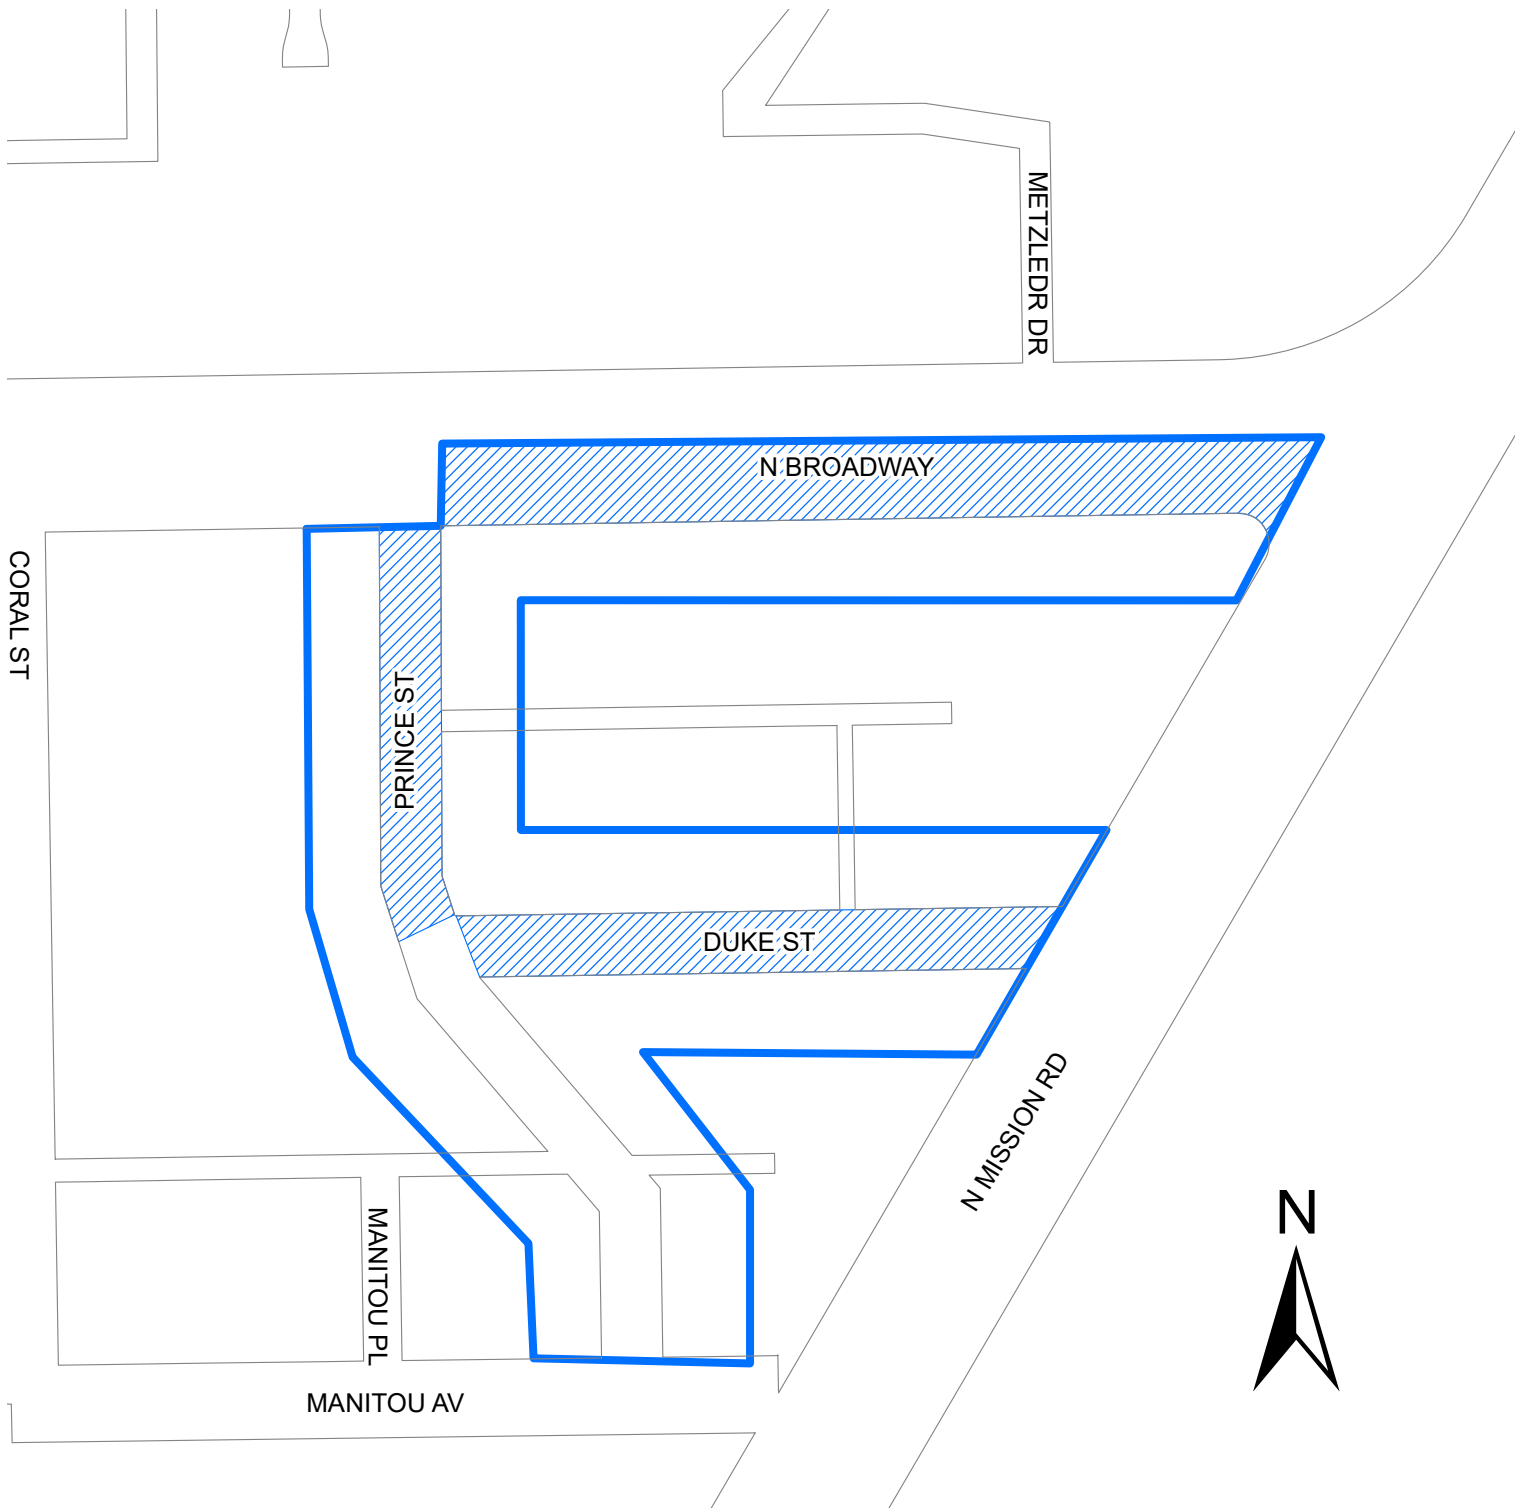 METZLEDR DR
N BROADWAY
CORAL ST
PRINCE ST
DUKE ST
N MISSION RD
N
MANITOU PL
MANITOU AV